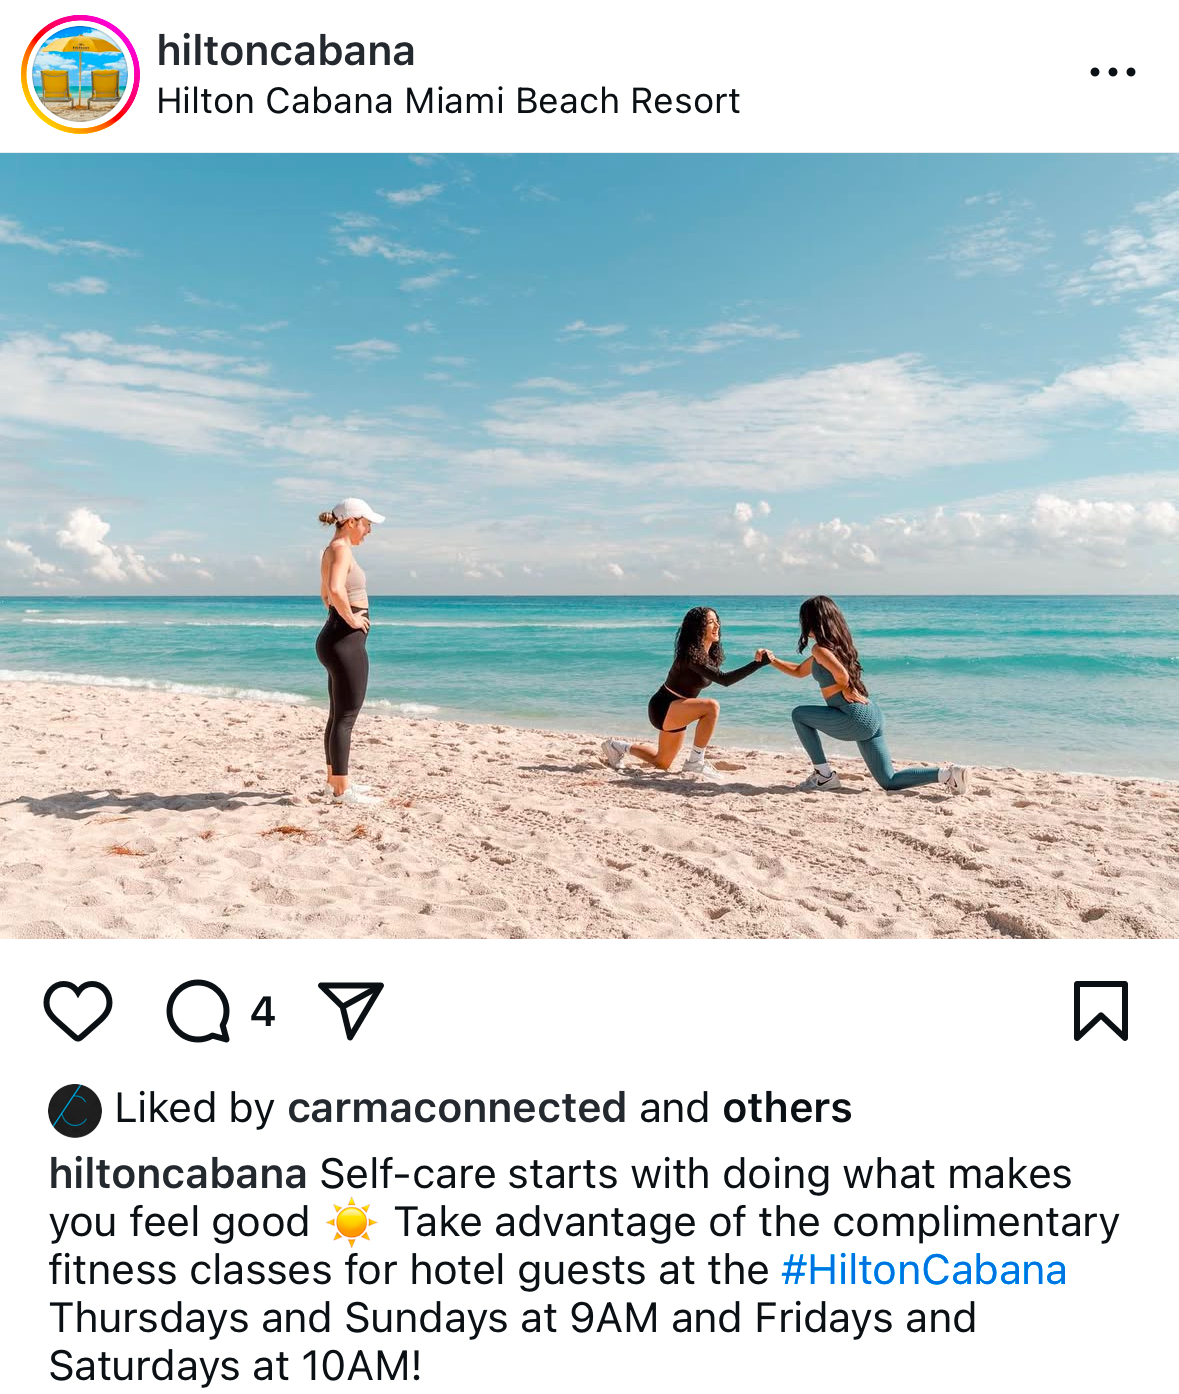 hiltoncabana
Hilton Cabana Miami Beach Resort
4
Liked by carmaconnected and others
hiltoncabana Self-care starts with doing what makes
you feel good ☀️ Take advantage of the complimentary
fitness classes for hotel guests at the #HiltonCabana
Thursdays and Sundays at 9AM and Fridays and
Saturdays at 10AM!